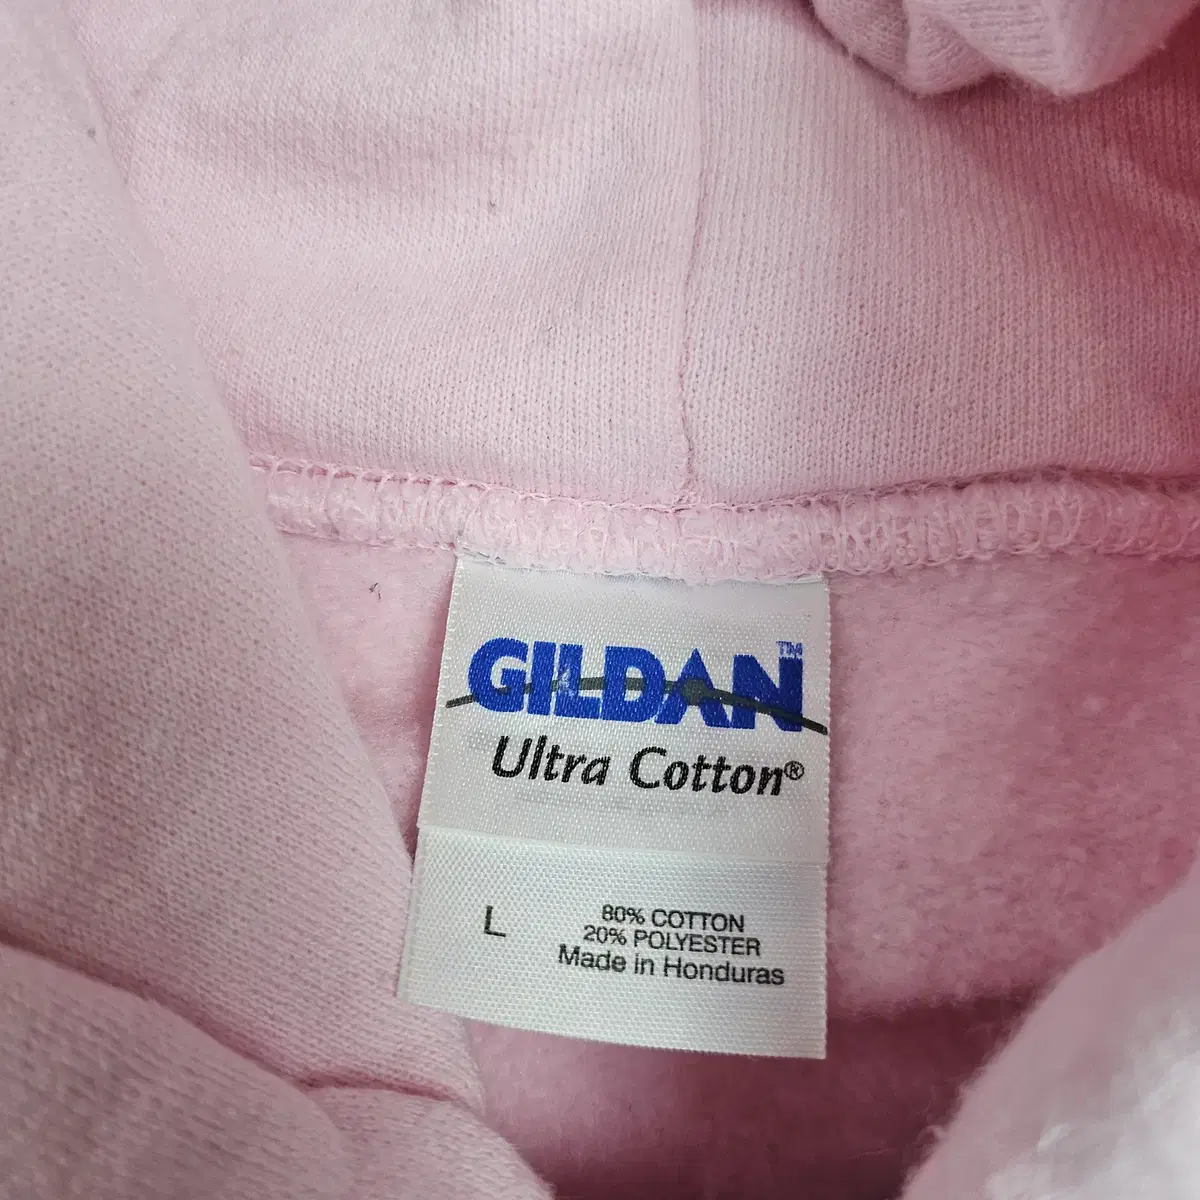 GILDAN™
Ultra Cotton®
L
80% COTTON
20% POLYESTER
Made in Honduras